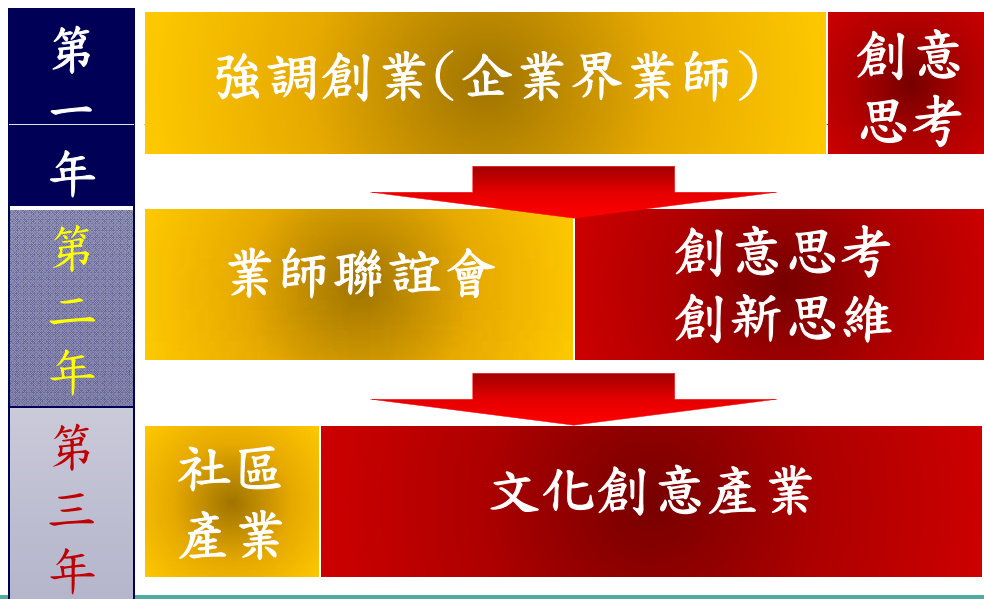 第一年
強調創業(企業界業師)
創意
思考
第二年
業師聯誼會
創意思考
創新思維
第三年
社區
產業
文化創意產業